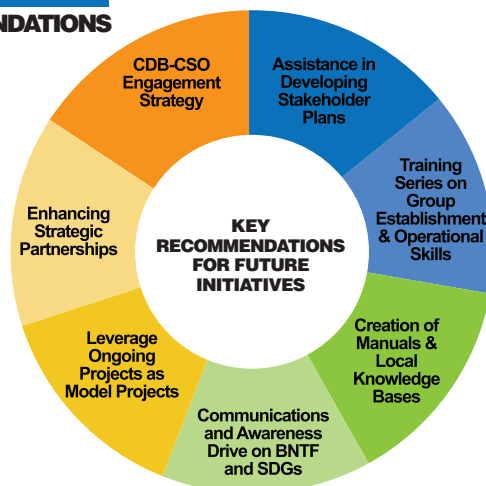 NDATIONS
CDB-CSO
Engagement
Strategy
Assistance in
Developing
Stakeholder
Plans
Training
Series on
Group
Establishment
& Operational
Skills
Creation of
Manuals &
Local
Knowledge
Bases
Communications
and Awareness
Drive on BNTF
and SDGs
Leverage
Ongoing
Projects as
Model Projects
Enhancing
Strategic
Partnerships
KEY
RECOMMENDATIONS
FOR FUTURE
INITIATIVES